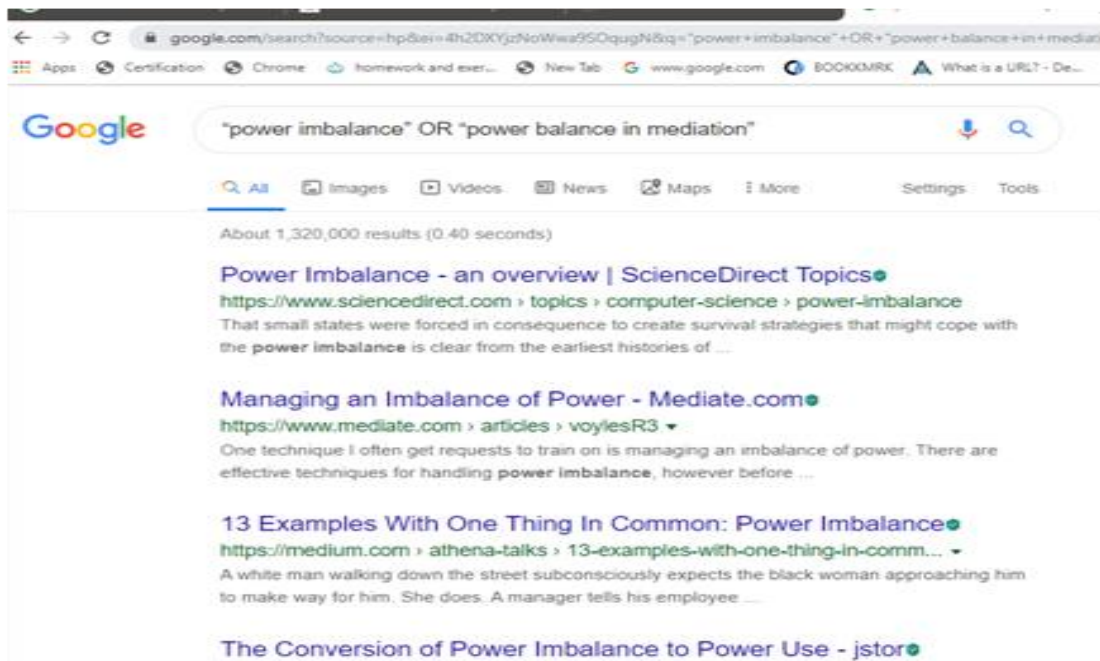 google.com/search?source=hp&ei=4h2DXYjzNoWwa9SOqugN&q="power+imbalance"+OR+"power+balance+in+mediati
Apps Certification Chrome homework and exer... New Tab www.google.com BOOKXMRK What is a URL? - De...
Google "power imbalance" OR "power balance in mediation"
All Images Videos News Maps More Settings Tools
About 1,320,000 results (0.40 seconds)
Power Imbalance - an overview | ScienceDirect Topics
https://www.sciencedirect.com › topics › computer-science › power-imbalance
That small states were forced in consequence to create survival strategies that might cope with
the power imbalance is clear from the earliest histories of ...
Managing an Imbalance of Power - Mediate.com
https://www.mediate.com › articles › voylesR3
One technique I often get requests to train on is managing an imbalance of power. There are
effective techniques for handling power imbalance, however before ...
13 Examples With One Thing In Common: Power Imbalance
https://medium.com › athena-talks › 13-examples-with-one-thing-in-comm...
A white man walking down the street subconsciously expects the black woman approaching him
to make way for him. She does. A manager tells his employee ...
The Conversion of Power Imbalance to Power Use - jstor